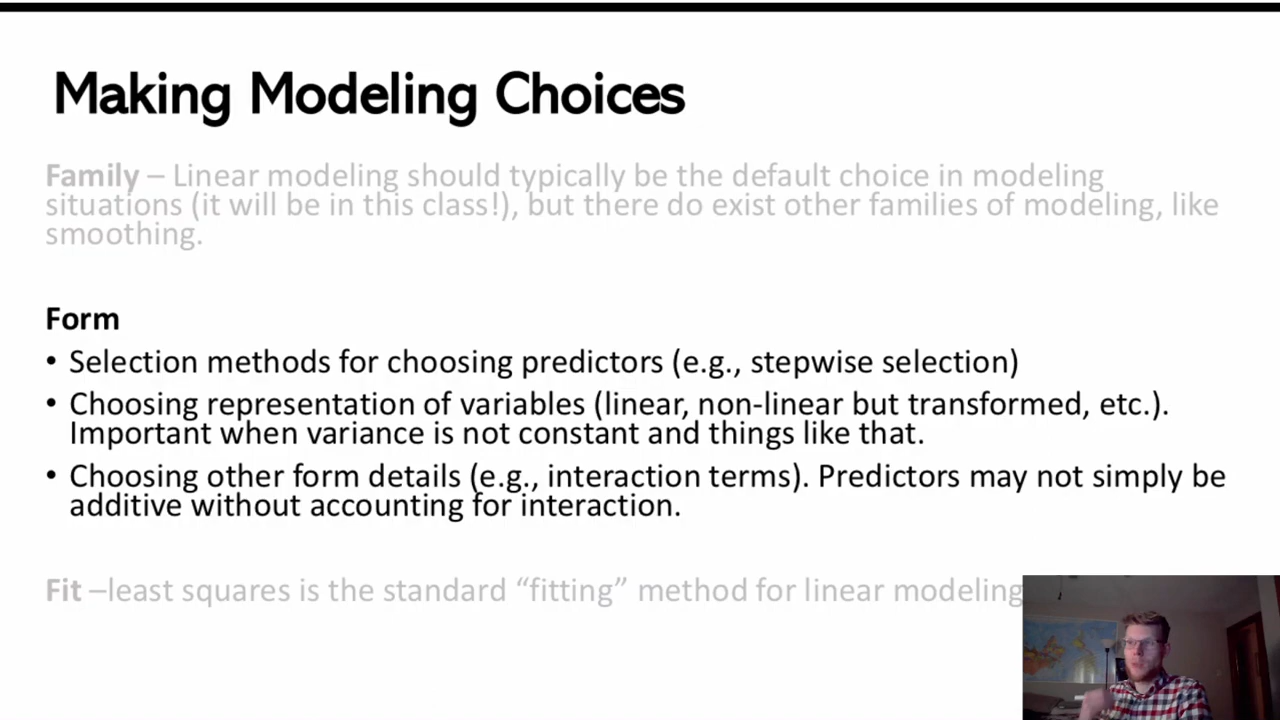 Making Modeling Choices
Family – Linear modeling should typically be the default choice in modeling
situations (it will be in this class!), but there do exist other families of modeling, like
smoothing.
Form
• Selection methods for choosing predictors (e.g., stepwise selection)
• Choosing representation of variables (linear, non-linear but transformed, etc.).
Important when variance is not constant and things like that.
• Choosing other form details (e.g., interaction terms). Predictors may not simply be
additive without accounting for interaction.
Fit –least squares is the standard “fitting” method for linear modeling